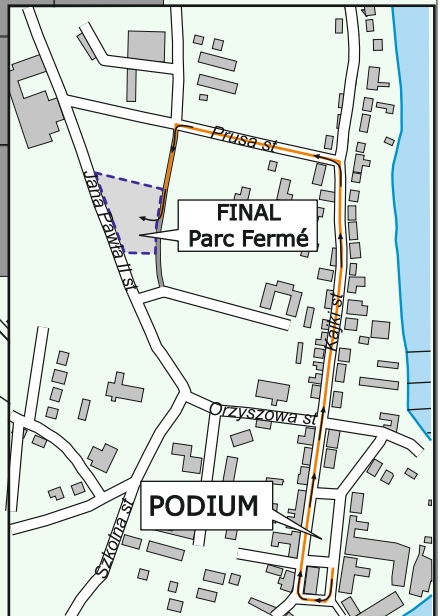 Prusa st
Jana Pawła II st
FINAL
Parc Fermé
Kajki st
Orzyszowa st
PODIUM
Szkolna st